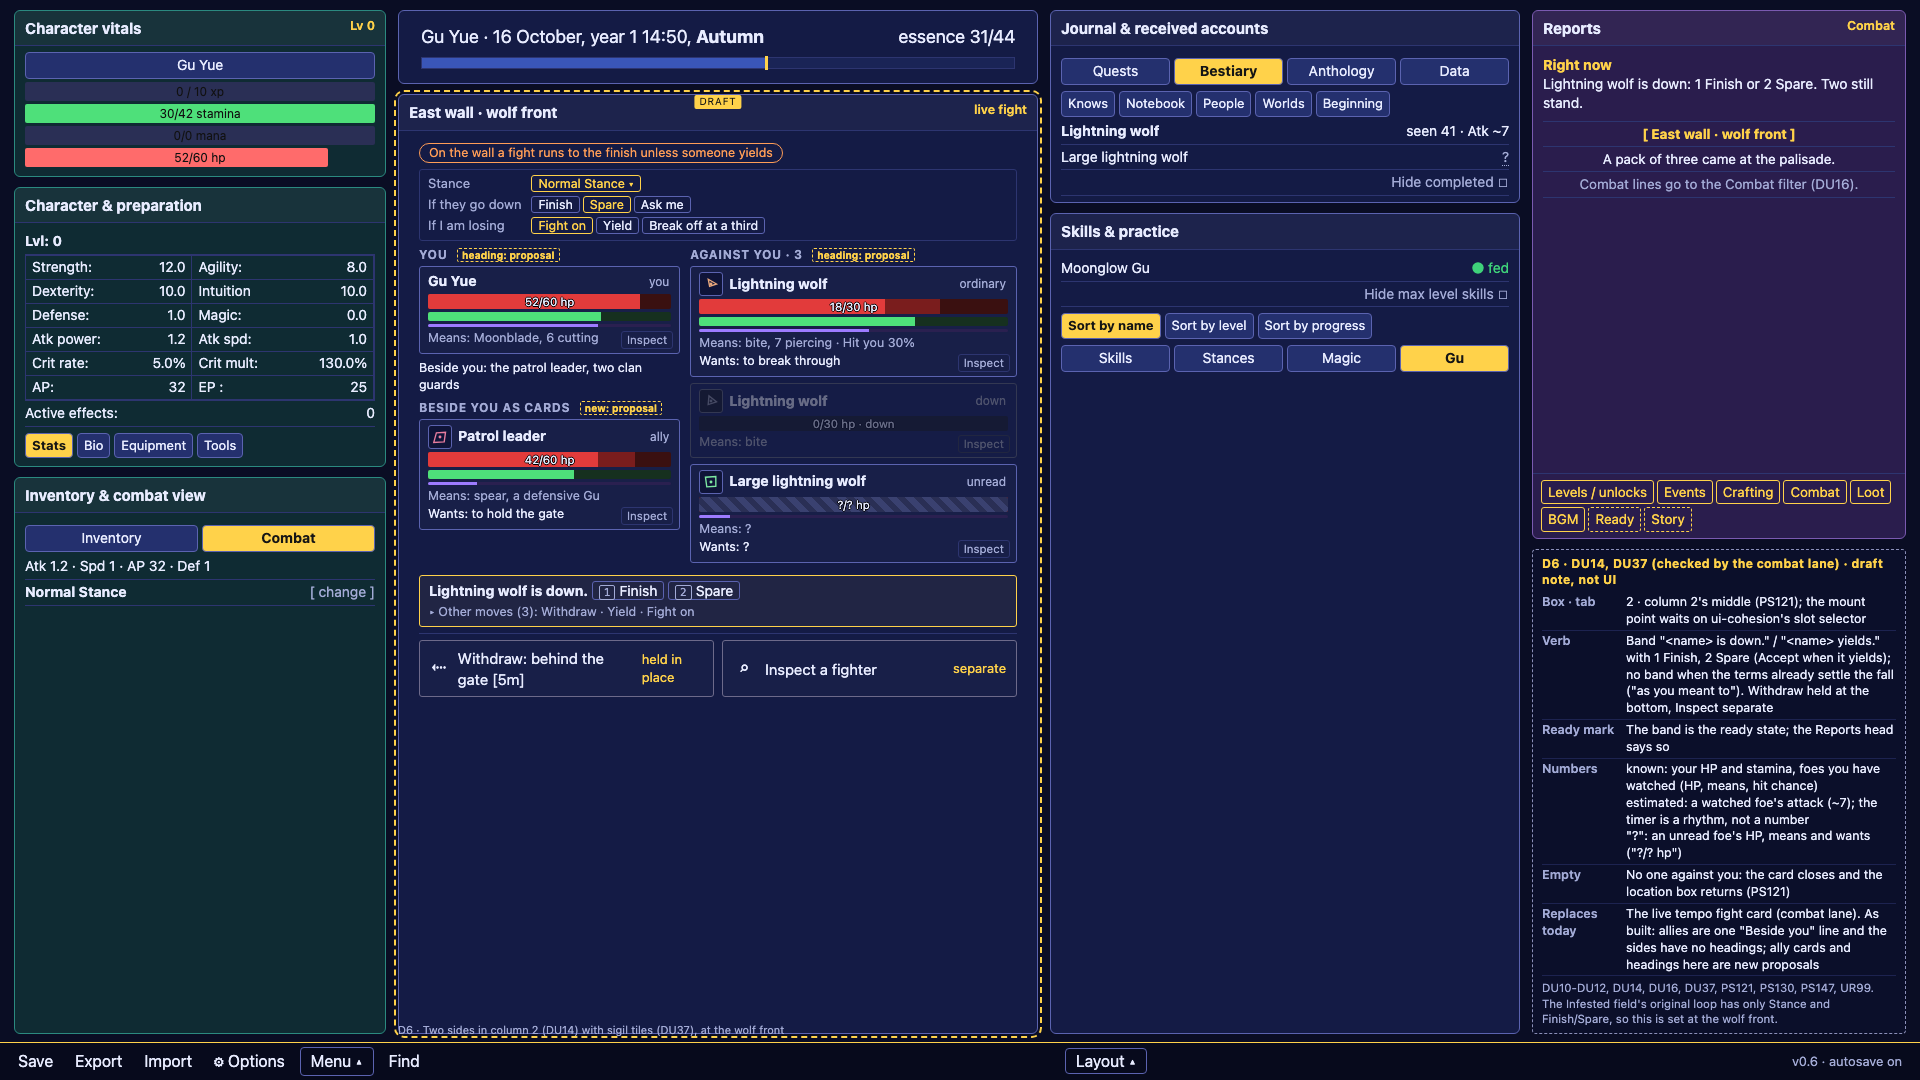 Character vitals
Lv 0
Gu Yue
0 / 10 xp
30/42 stamina
0/0 mana
52/60 hp
Character & preparation
Lvl: 0
Strength: 12.0 Agility: 8.0
Dexterity: 10.0 Intuition 10.0
Defense: 1.0 Magic: 0.0
Atk power: 1.2 Atk spd: 1.0
Crit rate: 5.0% Crit mult: 130.0%
AP: 32 EP : 25
Active effects: 0
Stats Bio Equipment Tools
Inventory & combat view
Inventory Combat
Atk 1.2 · Spd 1 · AP 32 · Def 1
Normal Stance [ change ]
Gu Yue · 16 October, year 1 14:50, Autumn essence 31/44
DRAFT
East wall · wolf front live fight
On the wall a fight runs to the finish unless someone yields
Stance Normal Stance ▾
If they go down Finish Spare Ask me
If I am losing Fight on Yield Break off at a third
YOU heading: proposal
Gu Yue you
52/60 hp
Means: Moonblade, 6 cutting Inspect
Beside you: the patrol leader, two clan
guards
BESIDE YOU AS CARDS new: proposal
Patrol leader ally
42/60 hp
Means: spear, a defensive Gu
Wants: to hold the gate Inspect
AGAINST YOU · 3 heading: proposal
Lightning wolf ordinary
18/30 hp
Means: bite, 7 piercing · Hit you 30%
Wants: to break through Inspect
Lightning wolf down
0/30 hp · down
Means: bite Inspect
Large lightning wolf unread
?/? hp
Means: ?
Wants: ? Inspect
Lightning wolf is down. 1 Finish 2 Spare
▸ Other moves (3): Withdraw · Yield · Fight on
Withdraw: behind the
gate [5m]
held in
place
Inspect a fighter separate
D6 · Two sides in column 2 (DU14) with sigil tiles (DU37), at the wolf front
Journal & received accounts
Quests Bestiary Anthology Data
Knows Notebook People Worlds Beginning
Lightning wolf seen 41 · Atk ~7
Large lightning wolf ?
Hide completed □
Skills & practice
Moonglow Gu ● fed
Hide max level skills □
Sort by name Sort by level Sort by progress
Skills Stances Magic Gu
Reports Combat
Right now
Lightning wolf is down: 1 Finish or 2 Spare. Two still
stand.
[ East wall · wolf front ]
A pack of three came at the palisade.
Combat lines go to the Combat filter (DU16).
Levels / unlocks Events Crafting Combat Loot
BGM Ready Story
D6 · DU14, DU37 (checked by the combat lane) · draft
note, not UI
Box · tab 2 · column 2's middle (PS121); the mount
point waits on ui-cohesion's slot selector
Verb Band "<name> is down." / "<name> yields."
with 1 Finish, 2 Spare (Accept when it yields);
no band when the terms already settle the fall
("as you meant to"). Withdraw held at the
bottom, Inspect separate
Ready mark The band is the ready state; the Reports head
says so
Numbers known: your HP and stamina, foes you have
watched (HP, means, hit chance)
estimated: a watched foe's attack (~7); the
timer is a rhythm, not a number
"?": an unread foe's HP, means and wants
("?/? hp")
Empty No one against you: the card closes and the
location box returns (PS121)
Replaces The live tempo fight card (combat lane). As
today built: allies are one "Beside you" line and the
sides have no headings; ally cards and
headings here are new proposals
DU10-DU12, DU14, DU16, DU37, PS121, PS130, PS147, UR99.
The Infested field's original loop has only Stance and
Finish/Spare, so this is set at the wolf front.
Save Export Import ⚙ Options Menu ▴ Find Layout ▴ v0.6 · autosave on